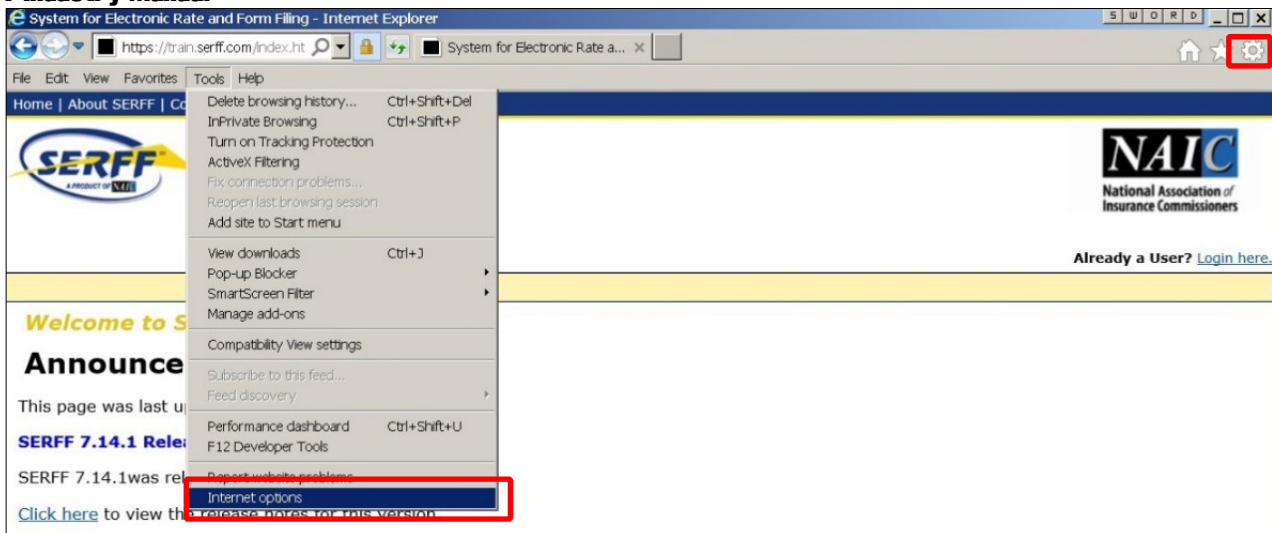 System for Electronic Rate and Form Filing - Internet Explorer
S W O R D
https://train.serff.com/index.ht
System for Electronic Rate a...
File Edit View Favorites Tools Help
Home | About SERFF | Co
Delete browsing history... Ctrl+Shift+Del
InPrivate Browsing Ctrl+Shift+P
Turn on Tracking Protection
ActiveX Filtering
Fix connection problems...
Reopen last browsing session
Add site to Start menu
View downloads Ctrl+J
Pop-up Blocker
SmartScreen Filter
Manage add-ons
Compatibility View settings
Subscribe to this feed...
Feed discovery
Performance dashboard Ctrl+Shift+U
F12 Developer Tools
Report website problems
Internet options
SERFF
A PRODUCT OF NAIC
NAIC
National Association of
Insurance Commissioners
Already a User? Login here.
Welcome to S
Announce
This page was last u
SERFF 7.14.1 Relea
SERFF 7.14.1was rel
Click here to view the release notes for this version